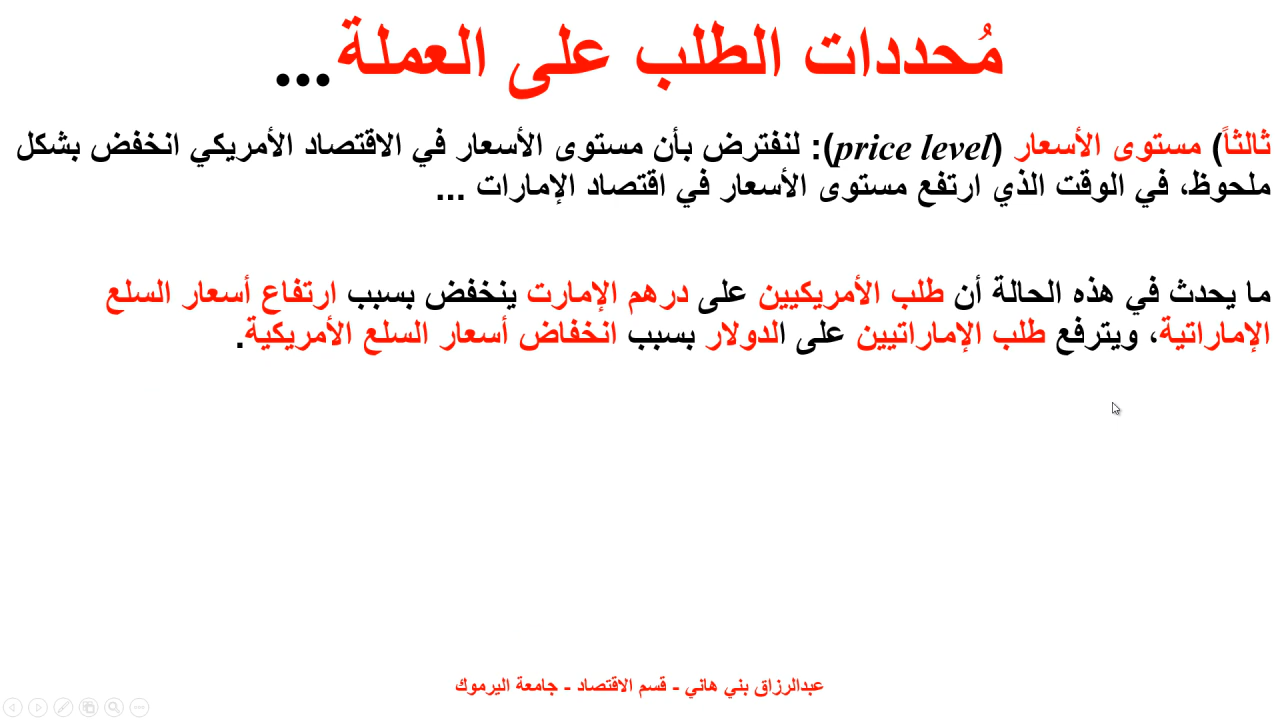 مُحددات الطلب على العملة...
ثالثاً) مستوى الأسعار (price level): لنفترض بأن مستوى الأسعار في الاقتصاد الأمريكي انخفض بشكل
ملحوظ، في الوقت الذي ارتفع مستوى الأسعار في اقتصاد الإمارات ...
ما يحدث في هذه الحالة أن طلب الأمريكيين على درهم الإمارت ينخفض بسبب ارتفاع أسعار السلع
الإماراتية، ويترفع طلب الإماراتيين على الدولار بسبب انخفاض أسعار السلع الأمريكية.
عبدالرزاق بني هاني - قسم الاقتصاد - جامعة اليرموك